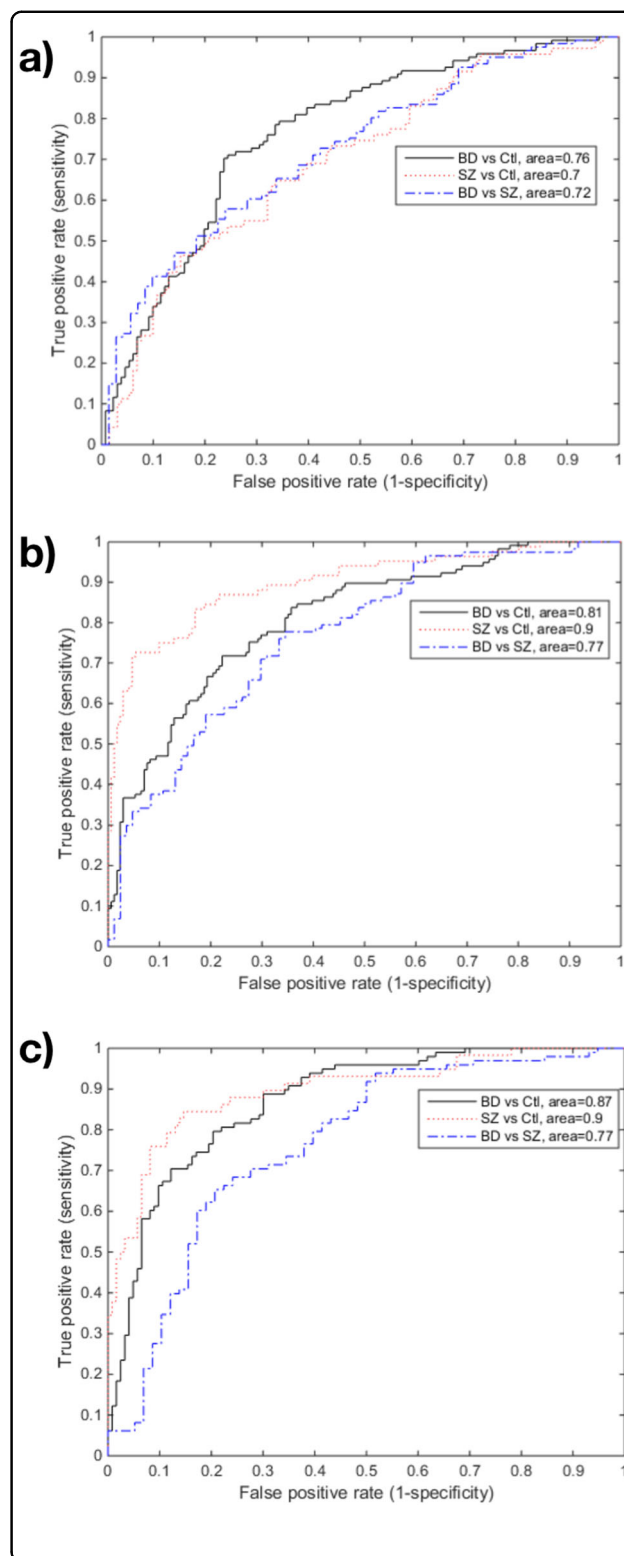 a)
1
0.9
0.8
0.7
0.6
0.5
0.4
0.3
0.2
0.1
0
True positive rate (sensitivity)
BD vs Ctl, area=0.76
SZ vs Ctl, area=0.7
BD vs SZ, area=0.72
0 0.1 0.2 0.3 0.4 0.5 0.6 0.7 0.8 0.9 1
False positive rate (1-specificity)
b)
1
0.9
0.8
0.7
0.6
0.5
0.4
0.3
0.2
0.1
0
True positive rate (sensitivity)
BD vs Ctl, area=0.81
SZ vs Ctl, area=0.9
BD vs SZ, area=0.77
0 0.1 0.2 0.3 0.4 0.5 0.6 0.7 0.8 0.9 1
False positive rate (1-specificity)
c)
1
0.9
0.8
0.7
0.6
0.5
0.4
0.3
0.2
0.1
0
True positive rate (sensitivity)
BD vs Ctl, area=0.87
SZ vs Ctl, area=0.9
BD vs SZ, area=0.77
0 0.1 0.2 0.3 0.4 0.5 0.6 0.7 0.8 0.9 1
False positive rate (1-specificity)